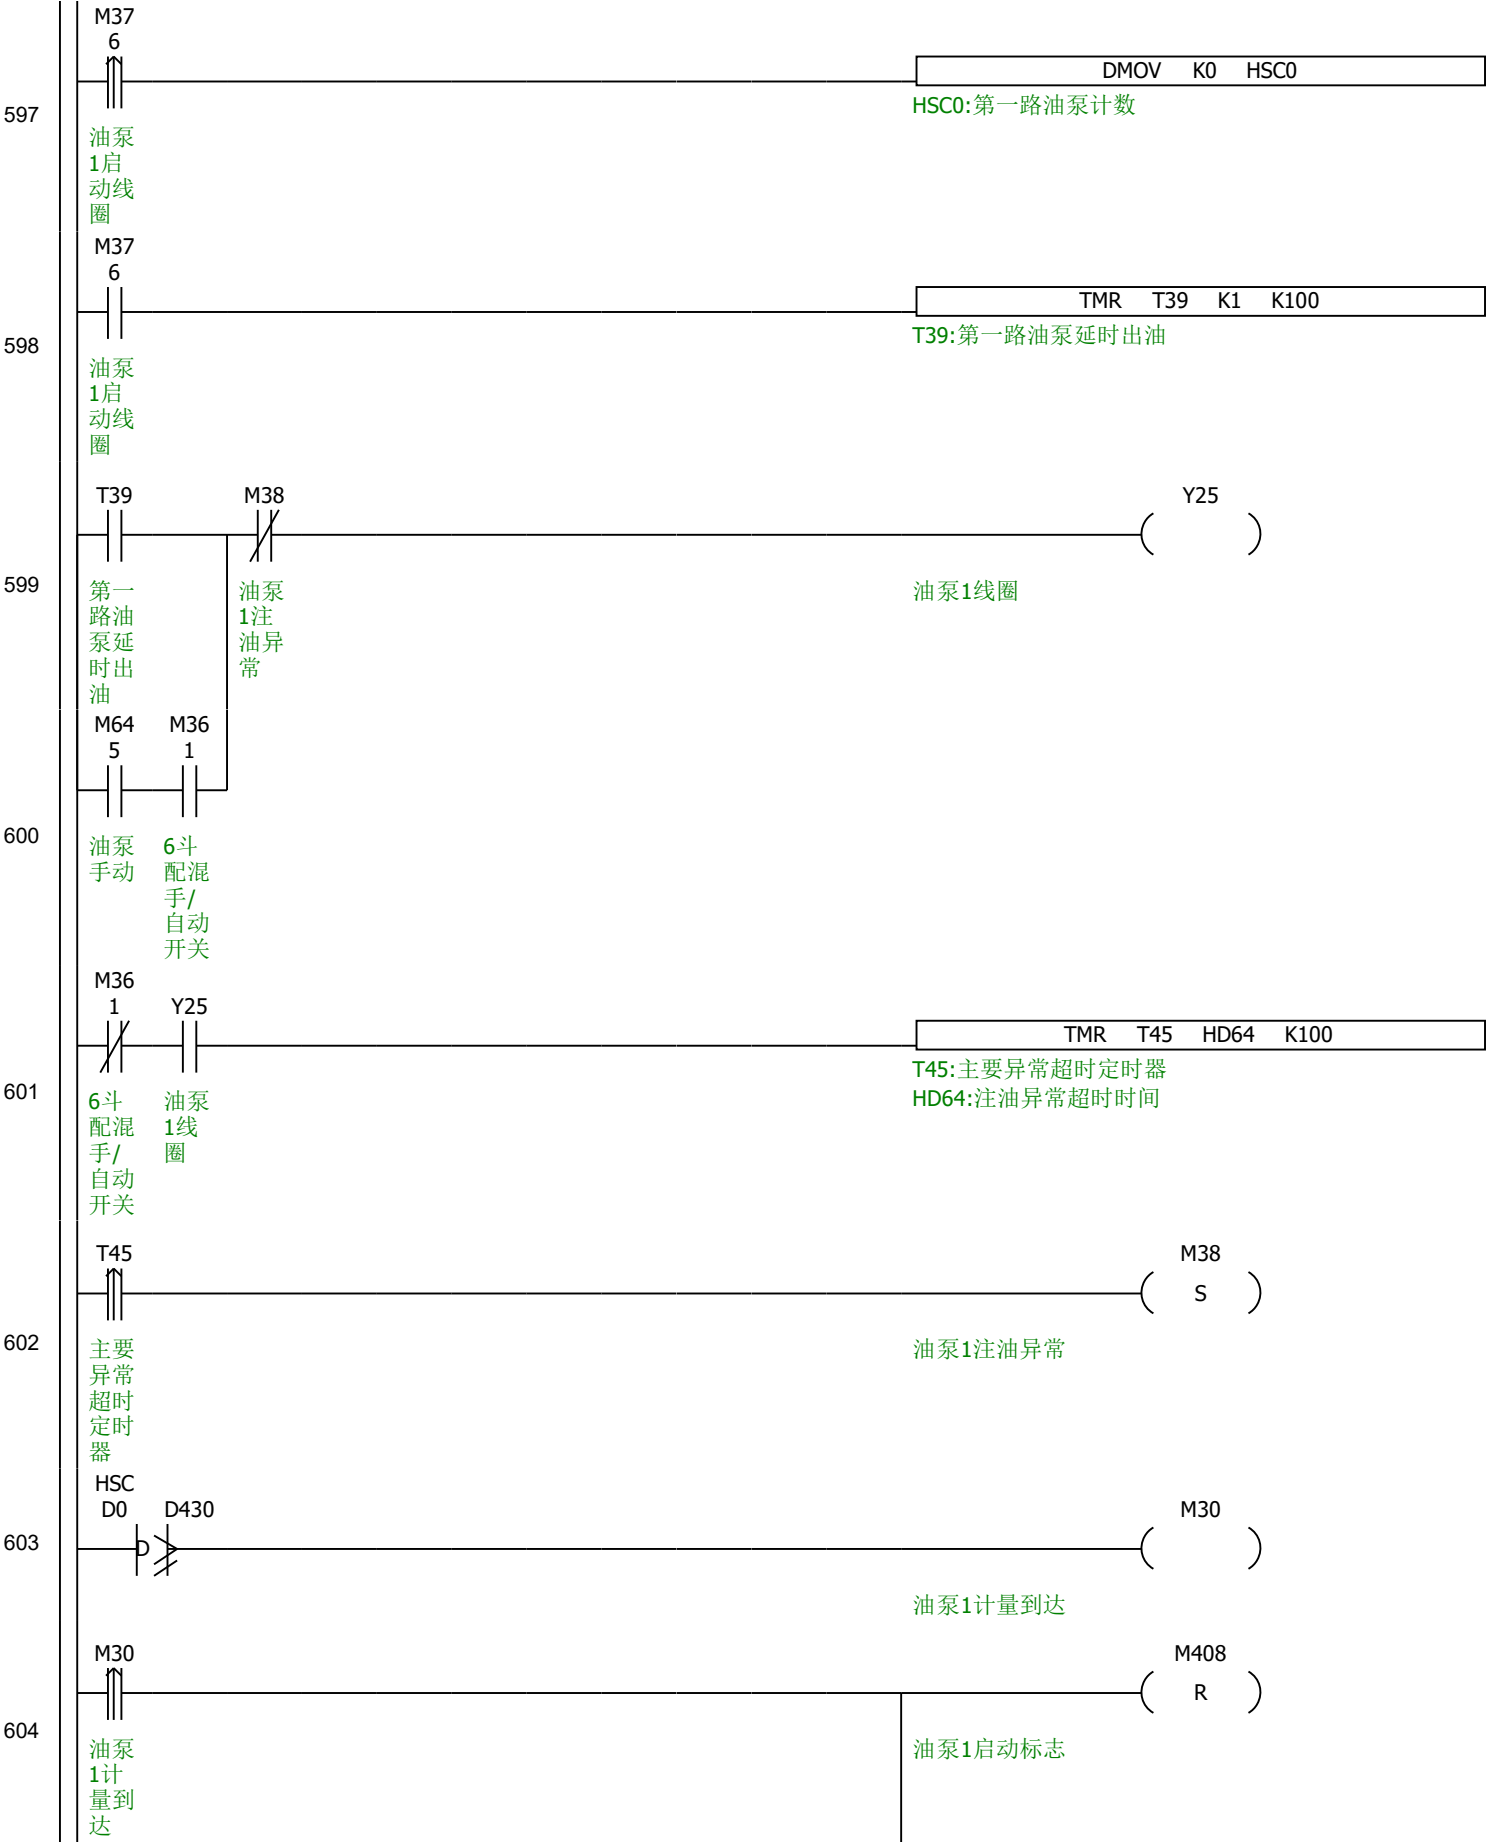 M37
6
DMOV K0 HSC0
597
HSC0:第一路油泵计数
油泵
1启
动线
圈
M37
6
TMR T39 K1 K100
598
T39:第一路油泵延时出油
油泵
1启
动线
圈
T39 M38 Y25
599
第一
路油
泵延
时出
油
油泵
1注
油异
常
油泵1线圈
M64
5
M36
1
600
油泵
手动
6斗
配混
手/
自动
开关
M36
1
Y25
TMR T45 HD64 K100
601
T45:主要异常超时定时器
HD64:注油异常超时时间
6斗
配混
手/
自动
开关
油泵
1线
圈
T45 M38
S
602
主要
异常
超时
定时
器
油泵1注油异常
HSC
D0 D430 M30
603
D
油泵1计量到达
M30 M408
R
604
油泵
1计
量到
达
油泵1启动标志